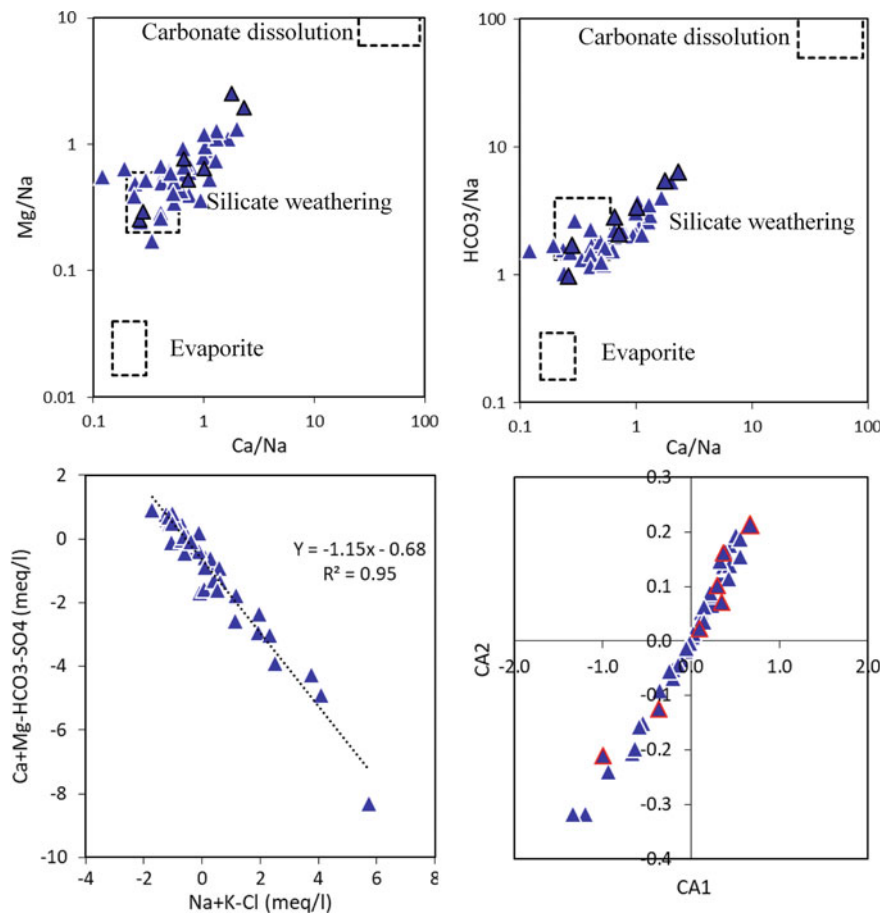 10
Carbonate dissolution
1
Silicate weathering
0.1
Evaporite
0.01
0.1
1
10
100
Mg/Na
Ca/Na
100
Carbonate dissolution
10
Silicate weathering
1
Evaporite
0.1
0.1
1
10
100
HCO3/Na
Ca/Na
2
0
Y = -1.15x - 0.68
R² = 0.95
-2
-4
-6
-8
-10
-4
-2
0
2
4
6
8
Ca+Mg-HCO3-SO4 (meq/l)
Na+K-Cl (meq/l)
0.3
0.2
0.1
0.0
-2.0
-1.0
0.0
1.0
2.0
-0.1
-0.2
-0.3
-0.4
CA2
CA1